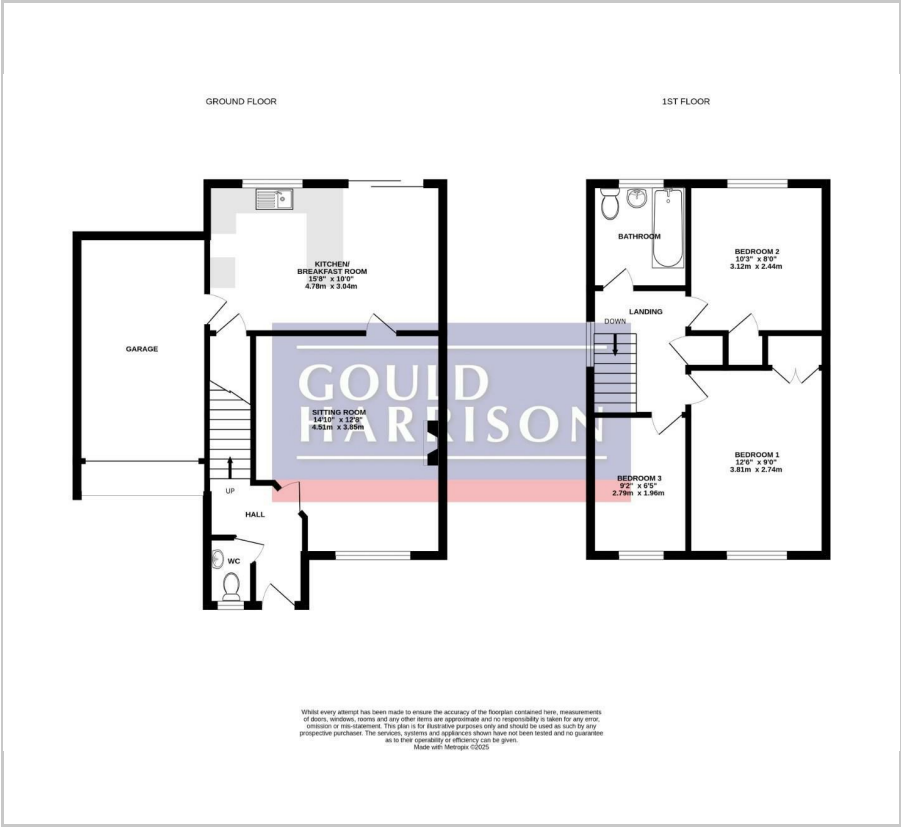 GROUND FLOOR
1ST FLOOR
KITCHEN/
BREAKFAST ROOM
15'8" x 10'0"
4.78m x 3.04m
GARAGE
SITTING ROOM
14'10" x 12'8"
4.51m x 3.85m
UP
HALL
WC
BATHROOM
BEDROOM 2
10'3" x 8'0"
3.12m x 2.44m
LANDING
DOWN
BEDROOM 1
12'6" x 9'0"
3.81m x 2.74m
BEDROOM 3
9'2" x 6'5"
2.79m x 1.96m
GOULD
HARRISON
Whilst every attempt has been made to ensure the accuracy of the floorplan contained here, measurements
of doors, windows, rooms and any other items are approximate and no responsibility is taken for any error,
omission or mis-statement. This plan is for illustrative purposes only and should be used as such by any
prospective purchaser. The services, systems and appliances shown have not been tested and no guarantee
as to their operability or efficiency can be given.
Made with Metropix ©2025